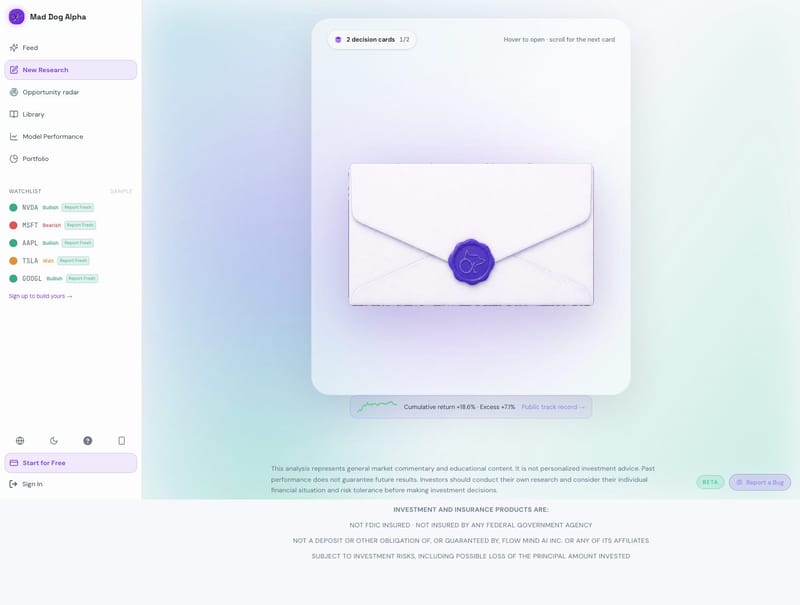 Mad Dog Alpha
Feed
New Research
Opportunity radar
Library
Model Performance
Portfolio
WATCHLIST SAMPLE
NVDA Bullish Report Fresh
MSFT Bearish Report Fresh
AAPL Bullish Report Fresh
TSLA Wait Report Fresh
GOOGL Bullish Report Fresh
Sign up to build yours →
Start for Free
Sign in
2 decision cards 1/2
Hover to open · scroll for the next card
Cumulative return +18.6% · Excess +7.1% Public track record →
This analysis represents general market commentary and educational content. It is not personalized investment advice. Past
performance does not guarantee future results. Investors should conduct their own research and consider their individual
financial situation and risk tolerance before making investment decisions.
BETA
Report a Bug
INVESTMENT AND INSURANCE PRODUCTS ARE:
NOT FDIC INSURED · NOT INSURED BY ANY FEDERAL GOVERNMENT AGENCY
NOT A DEPOSIT OR OTHER OBLIGATION OF, OR GUARANTEED BY, FLOW MIND AI INC. OR ANY OF ITS AFFILIATES
SUBJECT TO INVESTMENT RISKS, INCLUDING POSSIBLE LOSS OF THE PRINCIPAL AMOUNT INVESTED